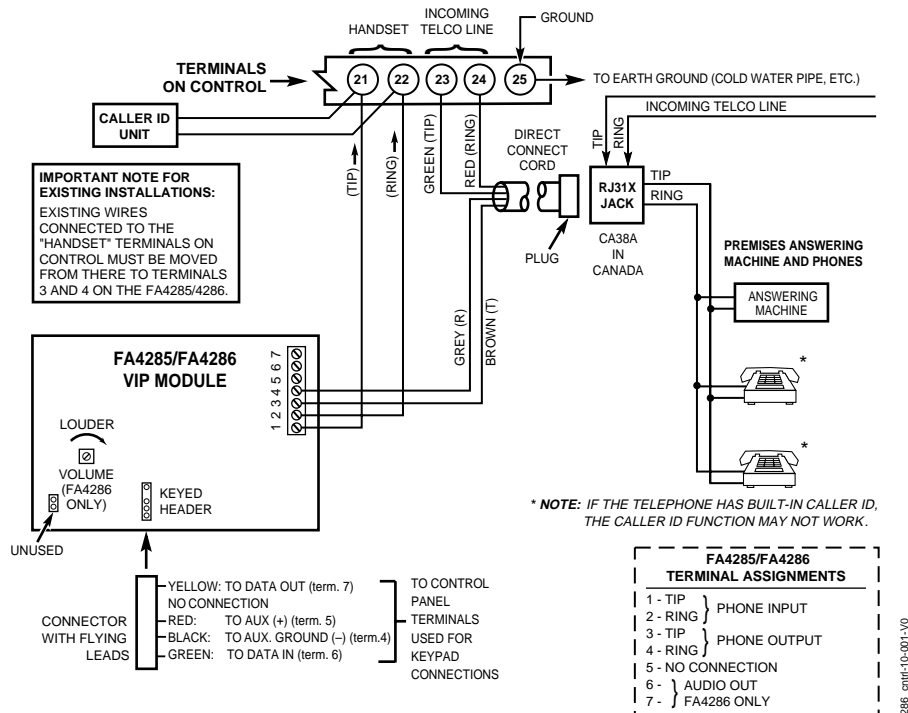 HANDSET
INCOMING
TELCO LINE
GROUND
TERMINALS
ON CONTROL
21 22 23 24 25
TO EARTH GROUND (COLD WATER PIPE, ETC.)
CALLER ID
UNIT
INCOMING TELCO LINE
TIP
RING
(TIP)
(RING)
GREEN (TIP)
RED (RING)
DIRECT
CONNECT
CORD
PLUG
RJ31X
JACK
TIP
RING
CA38A
IN
CANADA
IMPORTANT NOTE FOR
EXISTING INSTALLATIONS:
EXISTING WIRES
CONNECTED TO THE
"HANDSET" TERMINALS ON
CONTROL MUST BE MOVED
FROM THERE TO TERMINALS
3 AND 4 ON THE FA4285/4286.
PREMISES ANSWERING
MACHINE AND PHONES
ANSWERING
MACHINE
*
*
GREY (R)
BROWN (T)
FA4285/FA4286
VIP MODULE
1 2 3 4 5 6 7
LOUDER
VOLUME
(FA4286
ONLY)
KEYED
HEADER
UNUSED
* NOTE: IF THE TELEPHONE HAS BUILT-IN CALLER ID,
THE CALLER ID FUNCTION MAY NOT WORK.
CONNECTOR
WITH FLYING
LEADS
YELLOW: TO DATA OUT (term. 7)
NO CONNECTION
RED: TO AUX (+) (term. 5)
BLACK: TO AUX. GROUND (–) (term.4)
GREEN: TO DATA IN (term. 6)
TO CONTROL
PANEL
TERMINALS
USED FOR
KEYPAD
CONNECTIONS
FA4285/FA4286
TERMINAL ASSIGNMENTS
1 - TIP
2 - RING
PHONE INPUT
3 - TIP
4 - RING
PHONE OUTPUT
5 - NO CONNECTION
6 - AUDIO OUT
7 - FA4286 ONLY
286_cntrl-10-001-V0